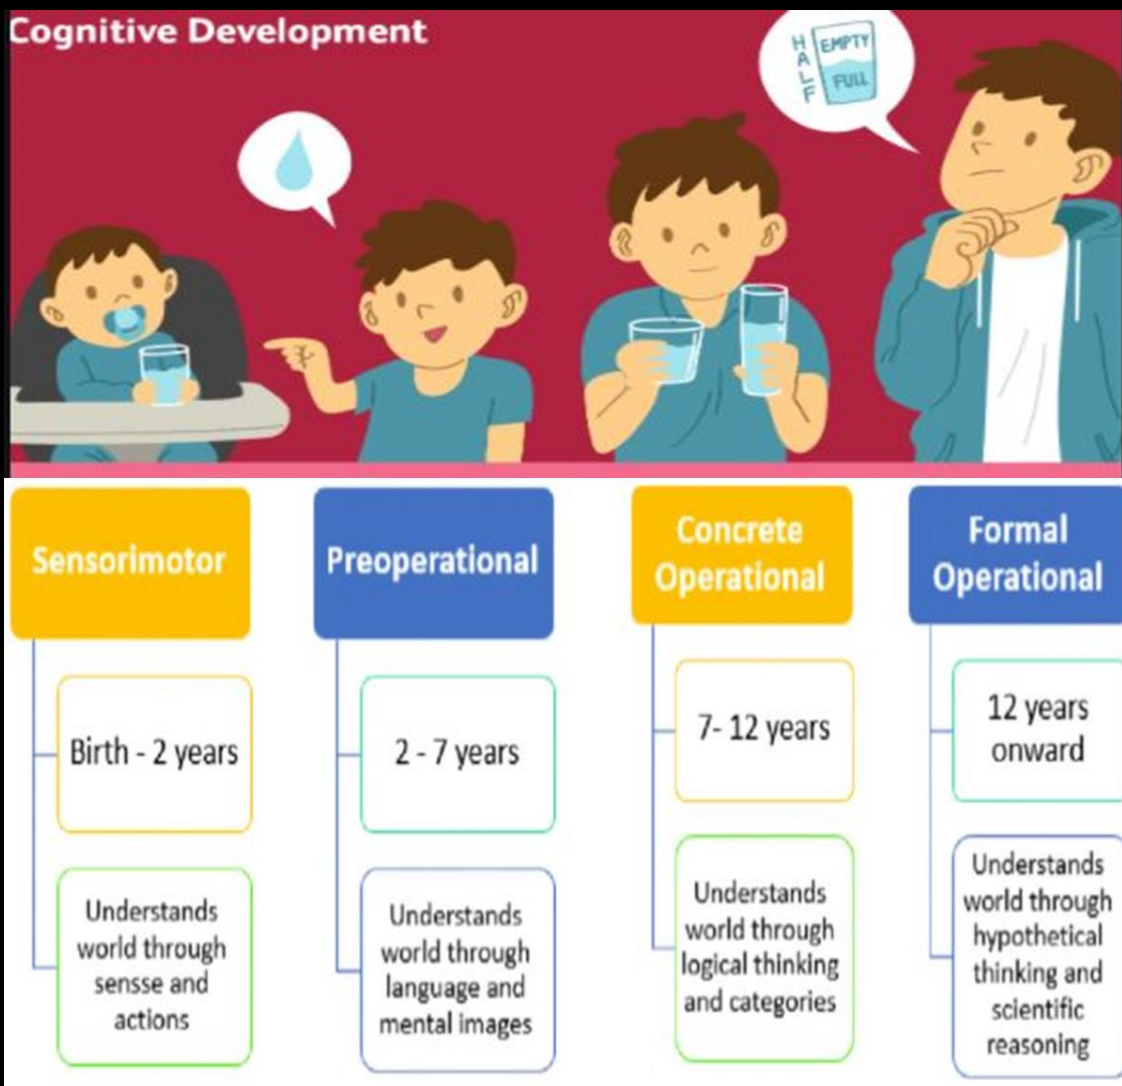 Cognitive Development
HALF
EMPTY
FULL
Sensorimotor
Birth - 2 years
Understands
world through
sensse and
actions
Preoperational
2 - 7 years
Understands
world through
language and
mental images
Concrete
Operational
7- 12 years
Understands
world through
logical thinking
and categories
Formal
Operational
12 years
onward
Understands
world through
hypothetical
thinking and
scientific
reasoning